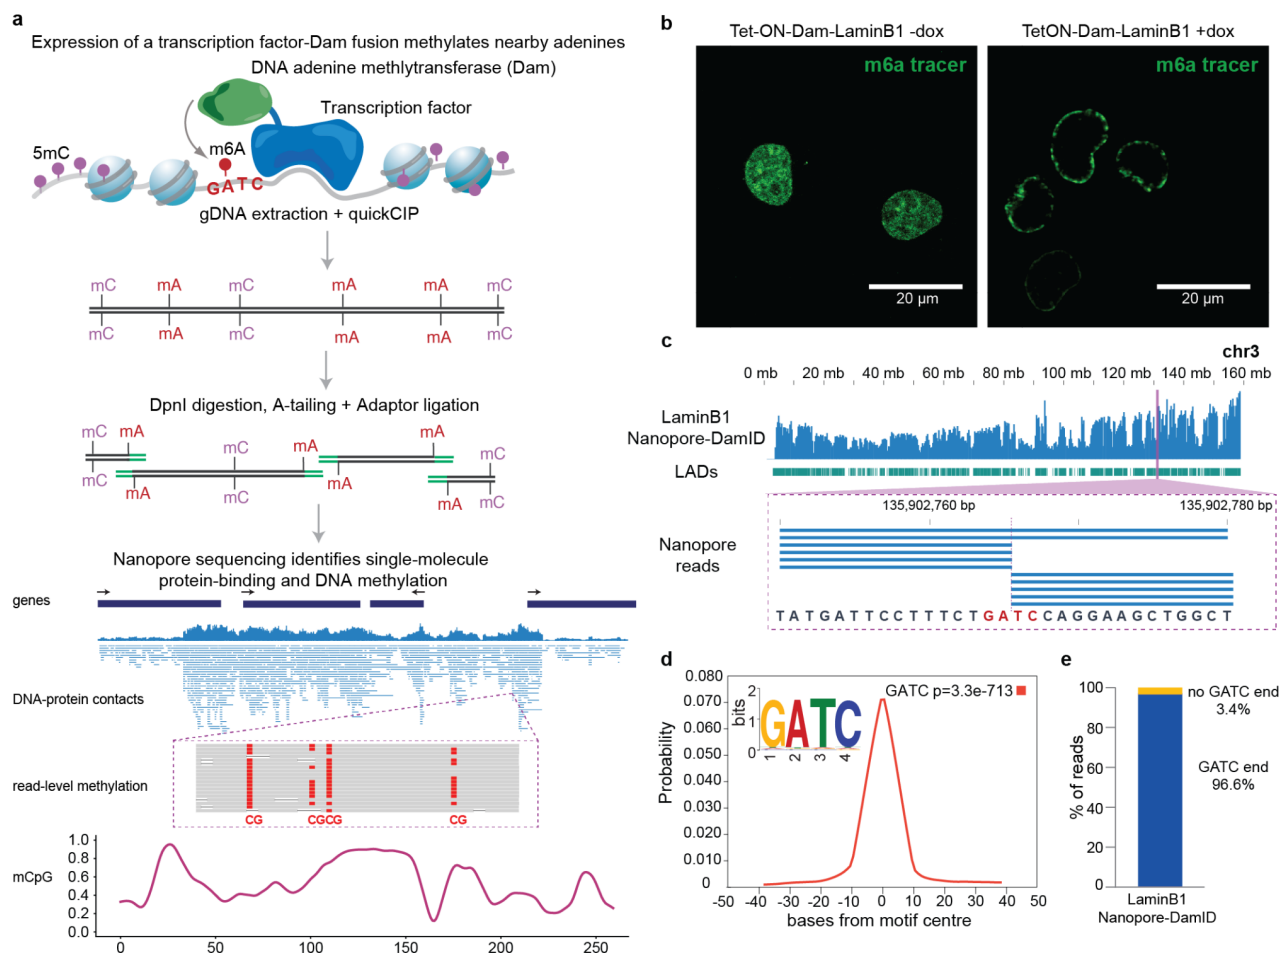 a
Expression of a transcription factor-Dam fusion methylates nearby adenines
DNA adenine methlytransferase (Dam)
Transcription factor
5mC
m6A
GATC
gDNA extraction + quickCIP
mC mA mC mA mA mC
mC mA mC mA mA mC
DpnI digestion, A-tailing + Adaptor ligation
mC mA mC mA mA mC
mC mA mC mA mA mC
Nanopore sequencing identifies single-molecule
protein-binding and DNA methylation
genes
DNA-protein contacts
read-level methylation
CG CGCG CG
mCpG
1.0
0.8
0.6
0.4
0.2
0.0
0 50 100 150 200 250
b
Tet-ON-Dam-LaminB1 -dox
m6a tracer
20 µm
TetON-Dam-LaminB1 +dox
m6a tracer
20 µm
c
chr3
0 mb 20 mb 40 mb 60 mb 80 mb 100 mb 120 mb 140 mb 160 mb
LaminB1
Nanopore-DamID
LADs
135,902,760 bp 135,902,780 bp
Nanopore
reads
T A T G A T T C C T T T C T G A T C C A G G A A G C T G G C T
d
0.080
0.070
0.060
0.050
0.040
0.030
0.020
0.010
0
Probability
GATC p=3.3e-713
2
1
0
bits
GATC
1 2 3 4
-50 -40 -30 -20 -10 0 10 20 30 40 50
bases from motif centre
e
100
80
60
40
20
0
% of reads
no GATC end
3.4%
GATC end
96.6%
LaminB1
Nanopore-DamID